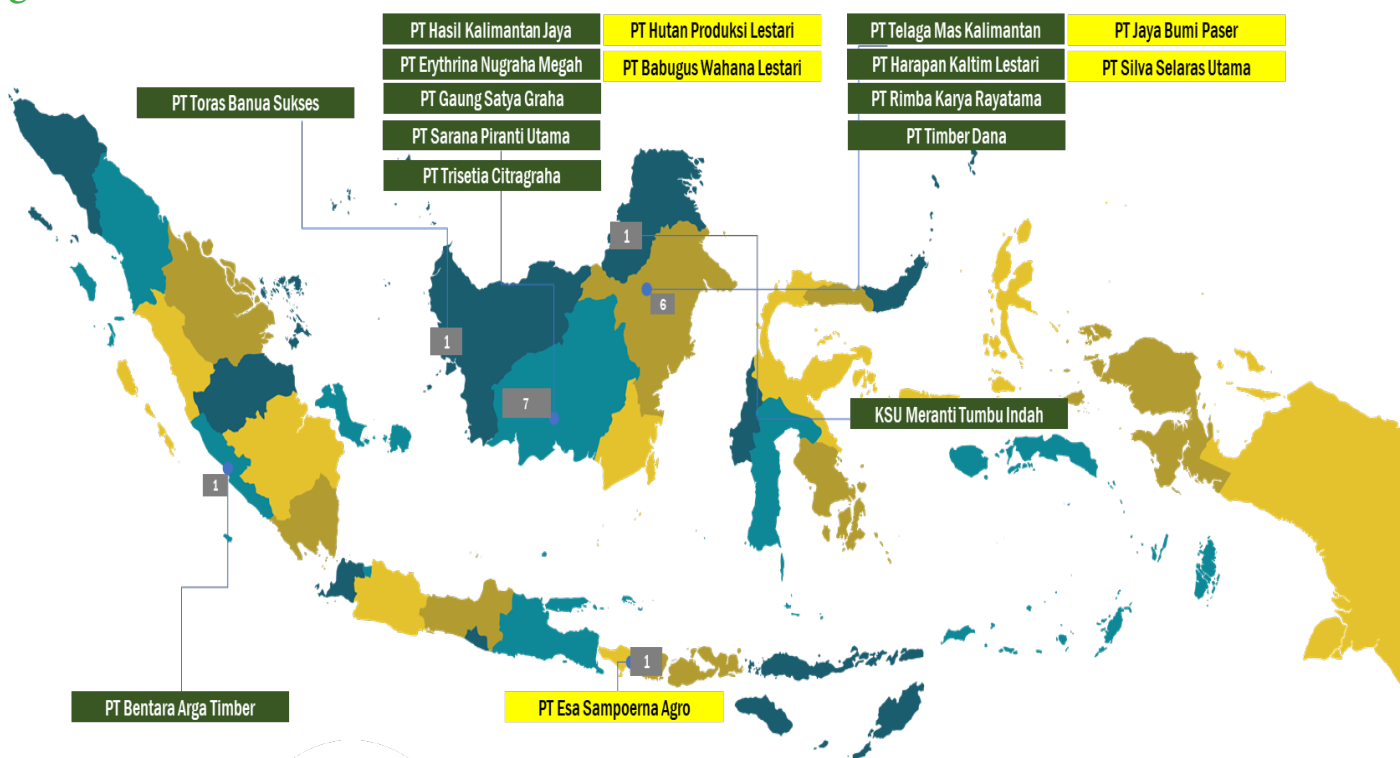 PT Hasil Kalimantan Jaya
PT Hutan Produksi Lestari
PT Telaga Mas Kalimantan
PT Jaya Bumi Paser
PT Erythrina Nugraha Megah
PT Babugus Wahana Lestari
PT Harapan Kaltim Lestari
PT Silva Selaras Utama
PT Toras Banua Sukses
PT Gaung Satya Graha
PT Rimba Karya Rayatama
PT Sarana Piranti Utama
PT Timber Dana
PT Trisetia Citragraha
1
6
1
7
KSU Meranti Tumbu Indah
1
1
PT Bentara Arga Timber
PT Esa Sampoerna Agro